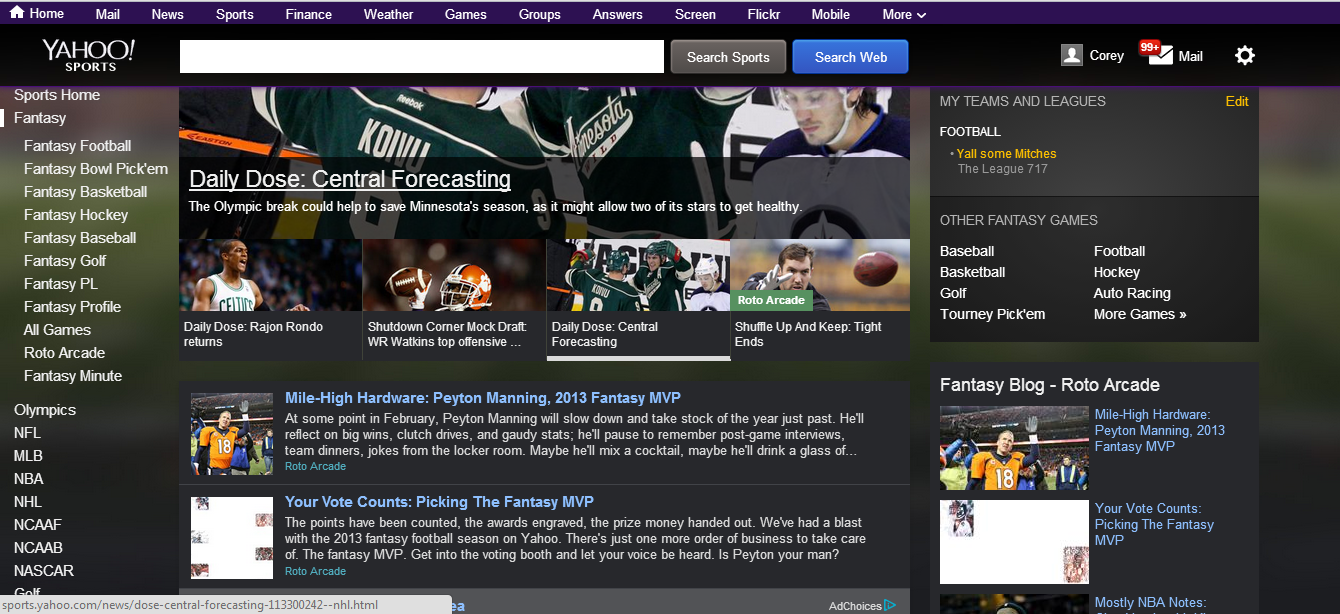 Home Mail News Sports Finance Weather Games Groups Answers Screen Flickr Mobile More
YAHOO!
SPORTS
Search Sports Search Web
Corey 99+ Mail
Sports Home
Fantasy
Fantasy Football
Fantasy Bowl Pick'em
Fantasy Basketball
Fantasy Hockey
Fantasy Baseball
Fantasy Golf
Fantasy PL
Fantasy Profile
All Games
Roto Arcade
Fantasy Minute
Olympics
NFL
MLB
NBA
NHL
NCAAF
NCAAB
NASCAR
Golf
sports.yahoo.com/news/dose-central-forecasting-113300242--nhl.html
Reebok
KOIVU
EASTON
Minnesota
Daily Dose: Central Forecasting
The Olympic break could help to save Minnesota's season, as it might allow two of its stars to get healthy.
CELTICS
KOIVU
Roto Arcade
Daily Dose: Rajon Rondo
returns
Shutdown Corner Mock Draft:
WR Watkins top offensive ...
Daily Dose: Central
Forecasting
Shuffle Up And Keep: Tight
Ends
18
Mile-High Hardware: Peyton Manning, 2013 Fantasy MVP
At some point in February, Peyton Manning will slow down and take stock of the year just past. He'll
reflect on big wins, clutch drives, and gaudy stats; he'll pause to remember post-game interviews,
team dinners, jokes from the locker room. Maybe he'll mix a cocktail, maybe he'll drink a glass of...
Roto Arcade
Your Vote Counts: Picking The Fantasy MVP
The points have been counted, the awards engraved, the prize money handed out. We've had a blast
with the 2013 fantasy football season on Yahoo. There's just one more order of business to take care
of. The fantasy MVP. Get into the voting booth and let your voice be heard. Is Peyton your man?
Roto Arcade
AdChoices
MY TEAMS AND LEAGUES Edit
FOOTBALL
• Yall some Mitches
The League 717
OTHER FANTASY GAMES
Baseball Football
Basketball Hockey
Golf Auto Racing
Tourney Pick'em More Games »
Fantasy Blog - Roto Arcade
18
Mile-High Hardware:
Peyton Manning, 2013
Fantasy MVP
Your Vote Counts:
Picking The Fantasy
MVP
Mostly NBA Notes: